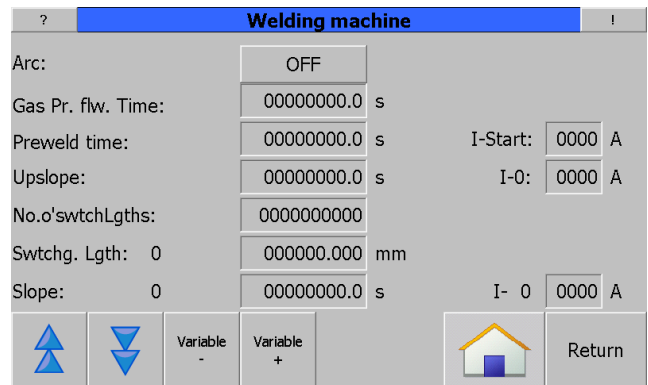 ? Welding machine !
Arc: OFF
Gas Pr. flw. Time: 00000000.0 s
Preweld time: 00000000.0 s I-Start: 0000 A
Upslope: 00000000.0 s I-0: 0000 A
No.o'swtchLgths: 0000000000
Swtchg. Lgth: 0 000000.000 mm
Slope: 0 00000000.0 s I- 0 0000 A
Variable
-
Variable
+
Return